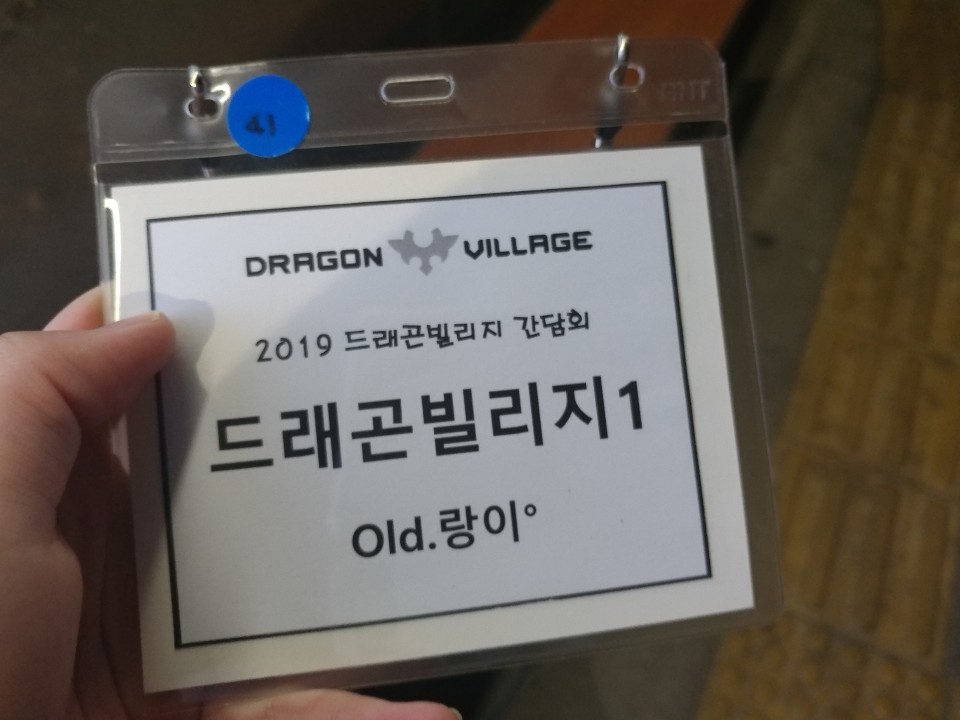 41
DRAGON VILLAGE
2019 드래곤빌리지 간담회
드래곤빌리지1
Old.랑이°